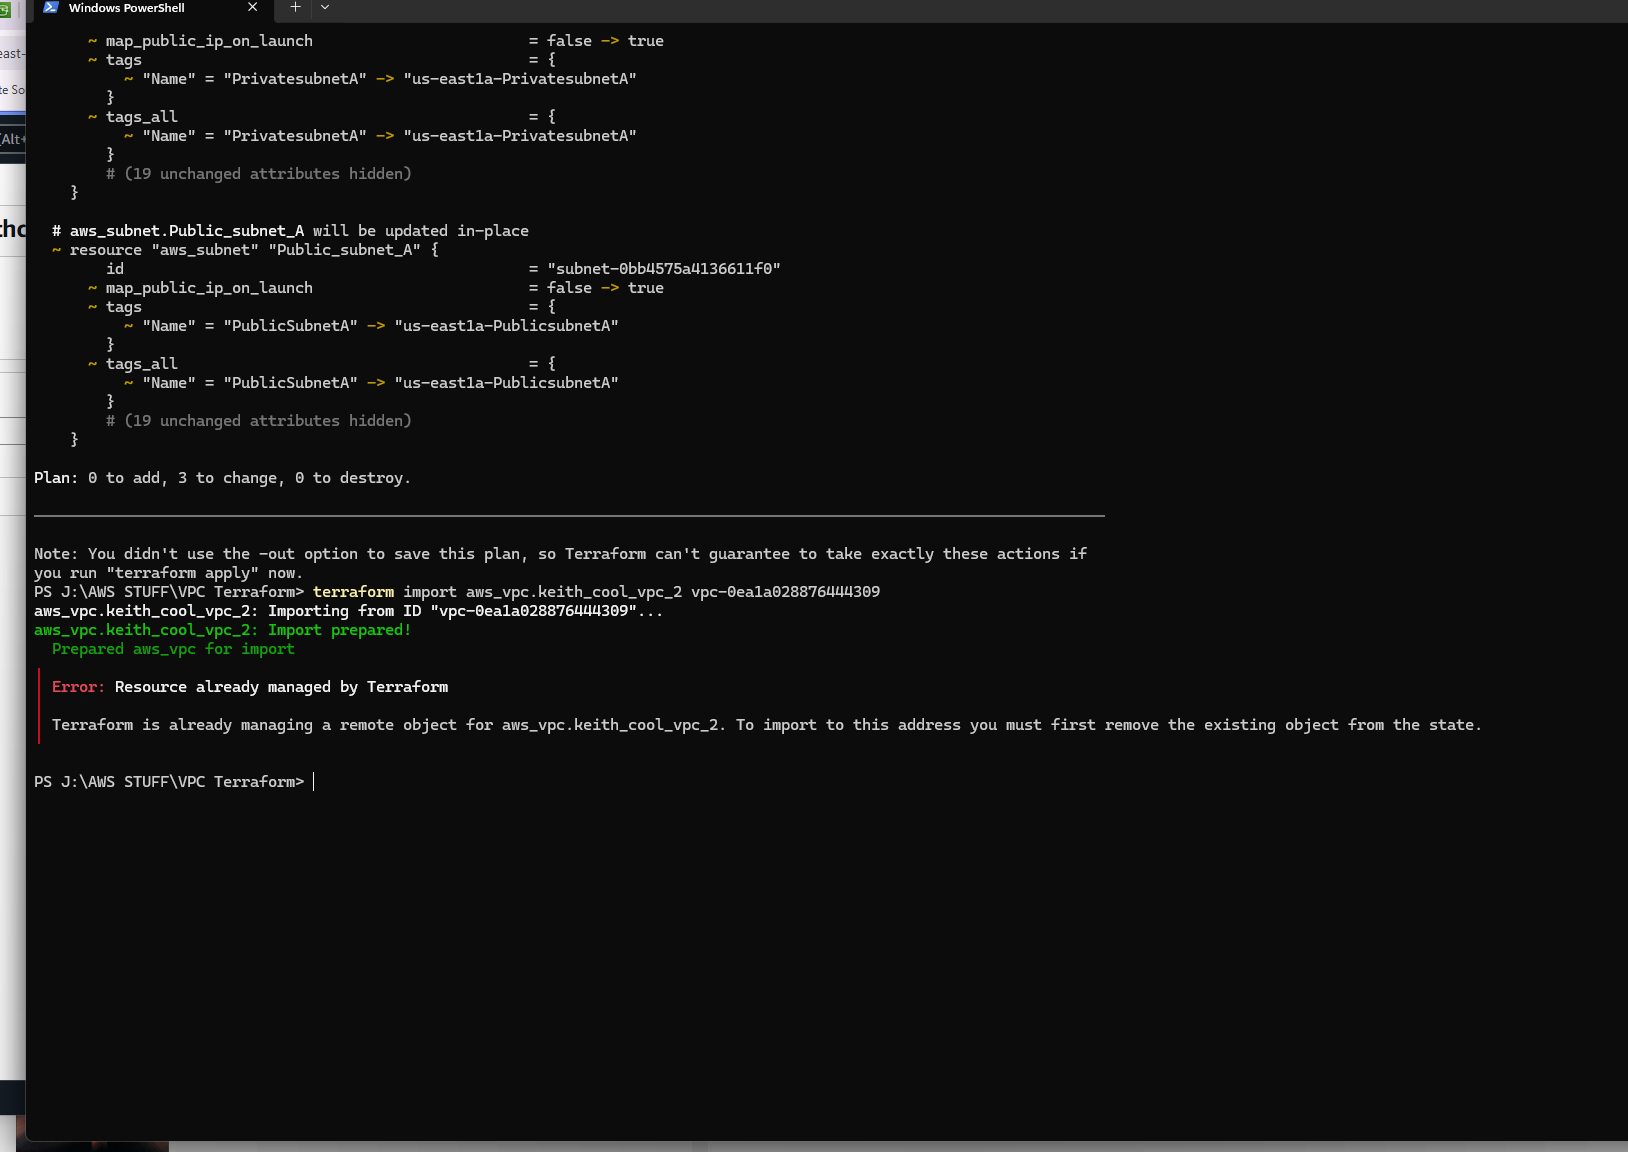 Windows PowerShell
~ map_public_ip_on_launch = false -> true
~ tags = {
~ "Name" = "PrivatesubnetA" -> "us-east1a-PrivatesubnetA"
}
~ tags_all = {
~ "Name" = "PrivatesubnetA" -> "us-east1a-PrivatesubnetA"
}
# (19 unchanged attributes hidden)
}
# aws_subnet.Public_subnet_A will be updated in-place
~ resource "aws_subnet" "Public_subnet_A" {
id = "subnet-0bb4575a4136611f0"
~ map_public_ip_on_launch = false -> true
~ tags = {
~ "Name" = "PublicSubnetA" -> "us-east1a-PublicsubnetA"
}
~ tags_all = {
~ "Name" = "PublicSubnetA" -> "us-east1a-PublicsubnetA"
}
# (19 unchanged attributes hidden)
}
Plan: 0 to add, 3 to change, 0 to destroy.
Note: You didn't use the -out option to save this plan, so Terraform can't guarantee to take exactly these actions if
you run "terraform apply" now.
PS J:\AWS STUFF\VPC Terraform> terraform import aws_vpc.keith_cool_vpc_2 vpc-0ea1a028876444309
aws_vpc.keith_cool_vpc_2: Importing from ID "vpc-0ea1a028876444309"...
aws_vpc.keith_cool_vpc_2: Import prepared!
Prepared aws_vpc for import
Error: Resource already managed by Terraform
Terraform is already managing a remote object for aws_vpc.keith_cool_vpc_2. To import to this address you must first remove the existing object from the state.
PS J:\AWS STUFF\VPC Terraform>